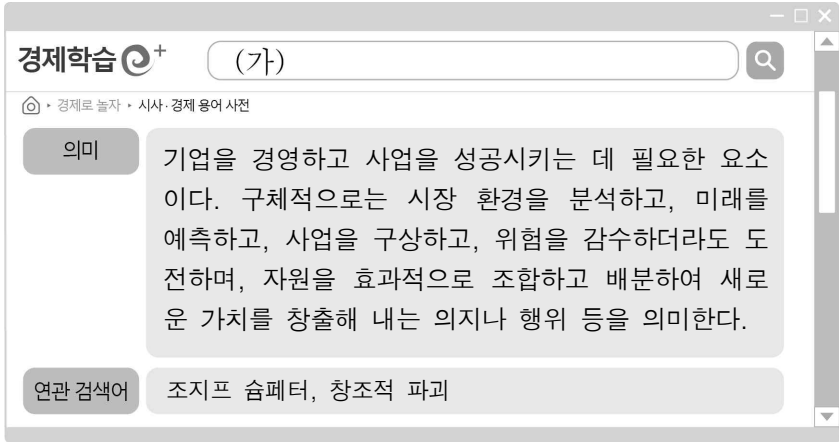 경제학습 e+
(가)
경제로 놀자 ▸ 시사·경제 용어 사전
의미
기업을 경영하고 사업을 성공시키는 데 필요한 요소
이다. 구체적으로는 시장 환경을 분석하고, 미래를
예측하고, 사업을 구상하고, 위험을 감수하더라도 도
전하며, 자원을 효과적으로 조합하고 배분하여 새로
운 가치를 창출해 내는 의지나 행위 등을 의미한다.
연관 검색어
조지프 슘페터, 창조적 파괴